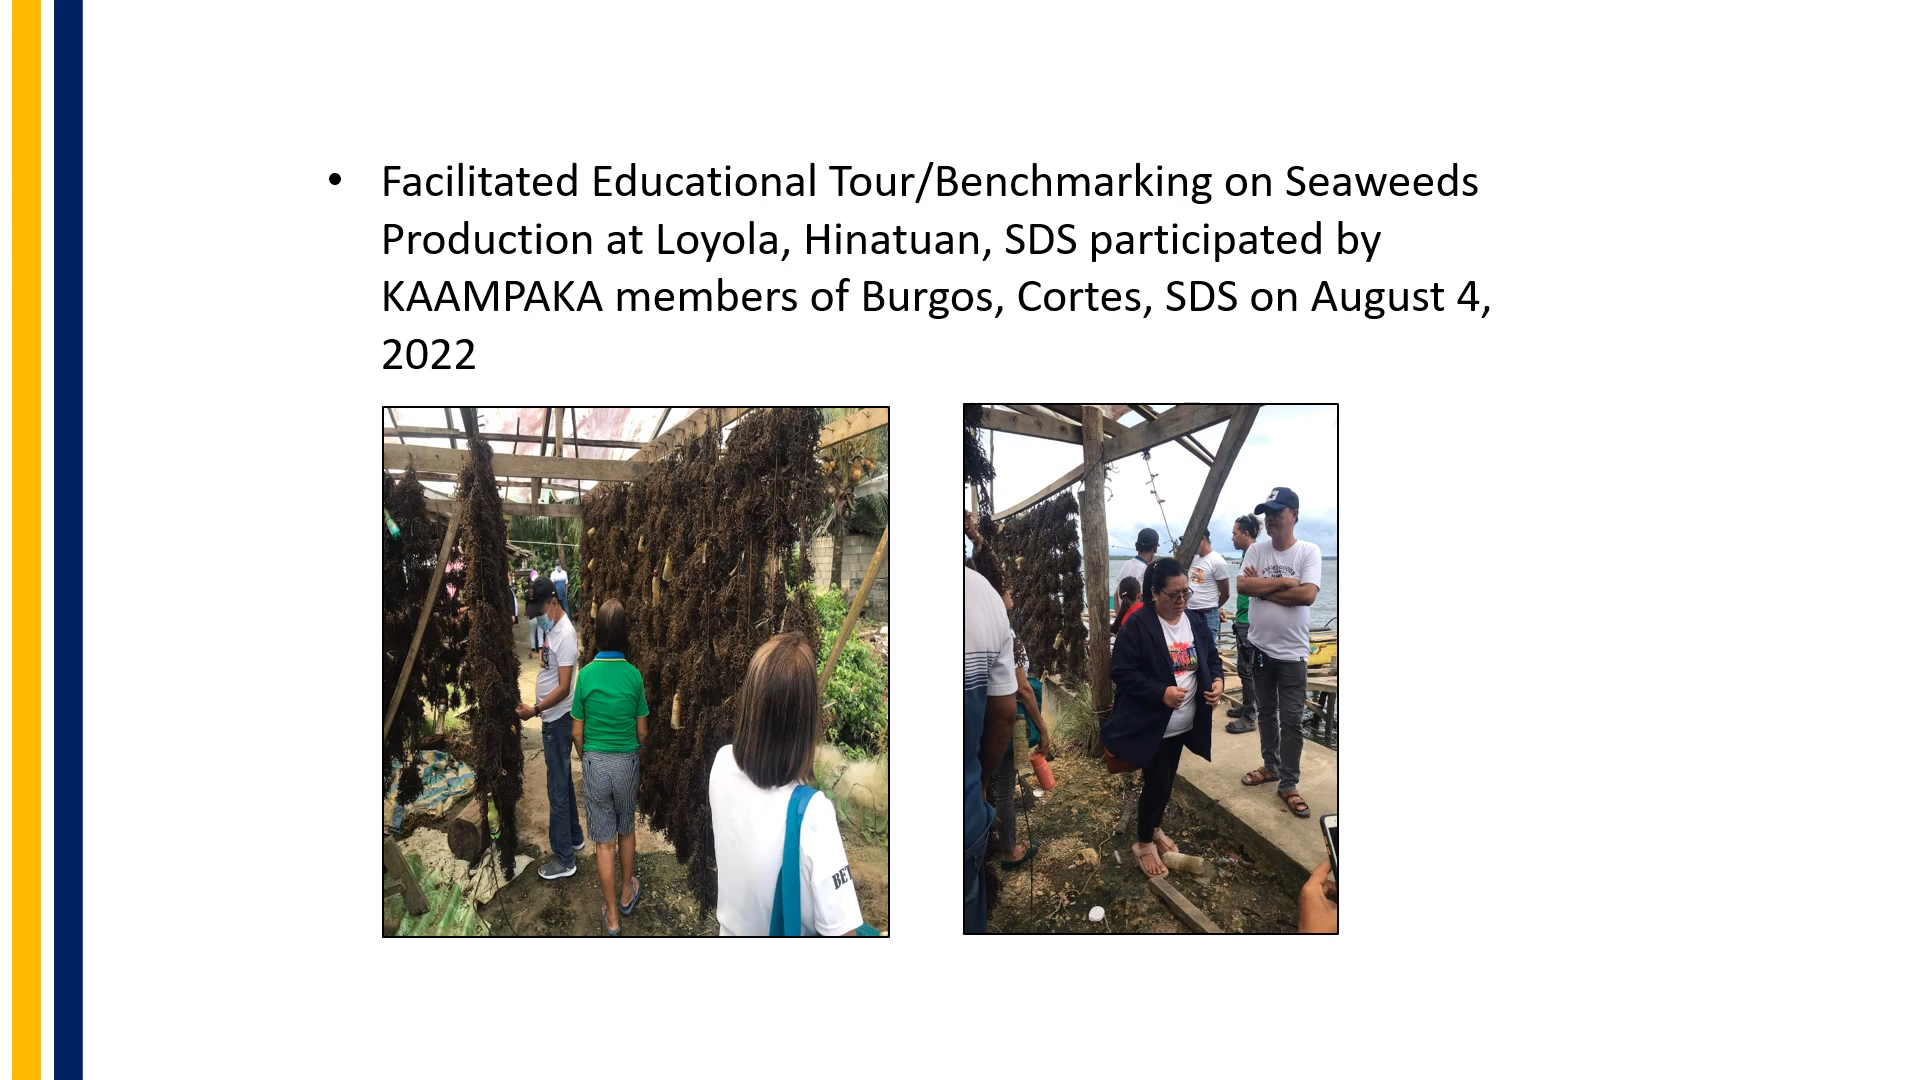 • Facilitated Educational Tour/Benchmarking on Seaweeds
Production at Loyola, Hinatuan, SDS participated by
KAAMPAKA members of Burgos, Cortes, SDS on August 4,
2022
BET